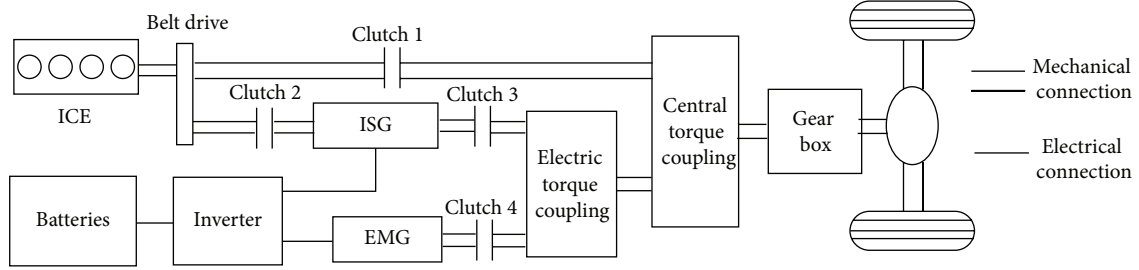 Belt drive
Clutch 1
ICE
Clutch 2
ISG
Clutch 3
Central
torque
coupling
Gear
box
Mechanical
connection
Electric
torque
coupling
Electrical
connection
Batteries
Inverter
EMG
Clutch 4